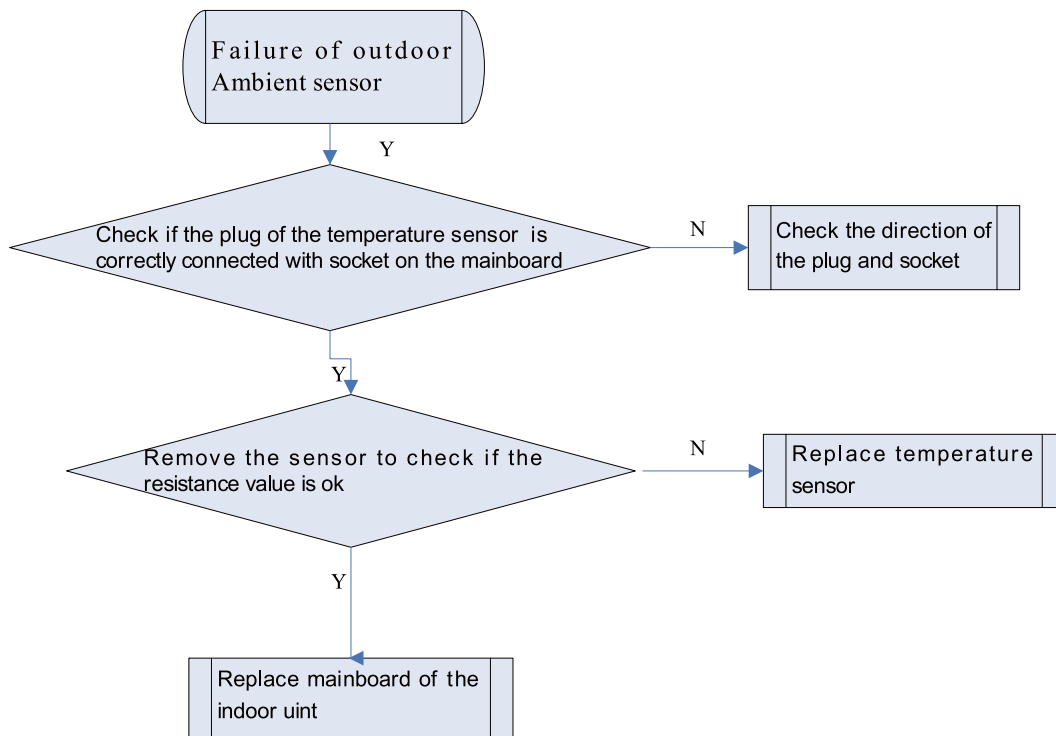 Failure of outdoor
Ambient sensor
Y
Check if the plug of the temperature sensor is
correctly connected with socket on the mainboard
N
Check the direction of
the plug and socket
Y
Remove the sensor to check if the
resistance value is ok
N
Replace temperature
sensor
Y
Replace mainboard of the
indoor uint